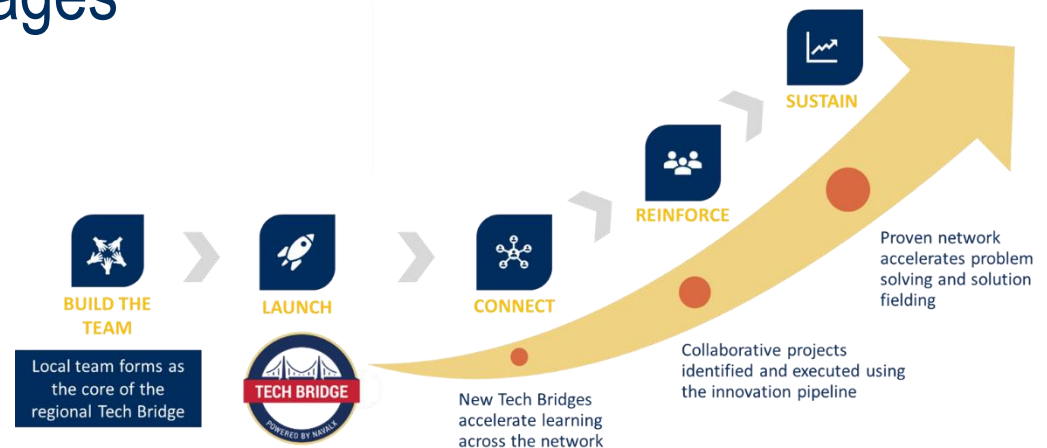 ages
SUSTAIN
REINFORCE
BUILD THE
TEAM
LAUNCH
CONNECT
Local team forms as
the core of the
regional Tech Bridge
TECH BRIDGE
POWERED BY NAVALX
New Tech Bridges
accelerate learning
across the network
Collaborative projects
identified and executed using
the innovation pipeline
Proven network
accelerates problem
solving and solution
fielding